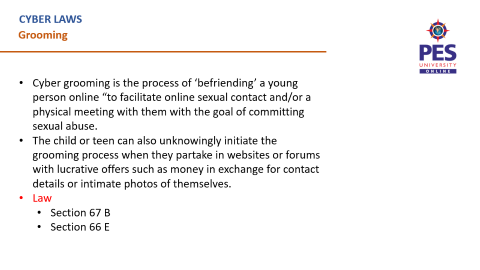 CYBER LAWS
Grooming
PES
UNIVERSITY
ONLINE
• Cyber grooming is the process of ‘befriending’ a young
person online “to facilitate online sexual contact and/or a
physical meeting with them with the goal of committing
sexual abuse.
• The child or teen can also unknowingly initiate the
grooming process when they partake in websites or forums
with lucrative offers such as money in exchange for contact
details or intimate photos of themselves.
• Law
• Section 67 B
• Section 66 E